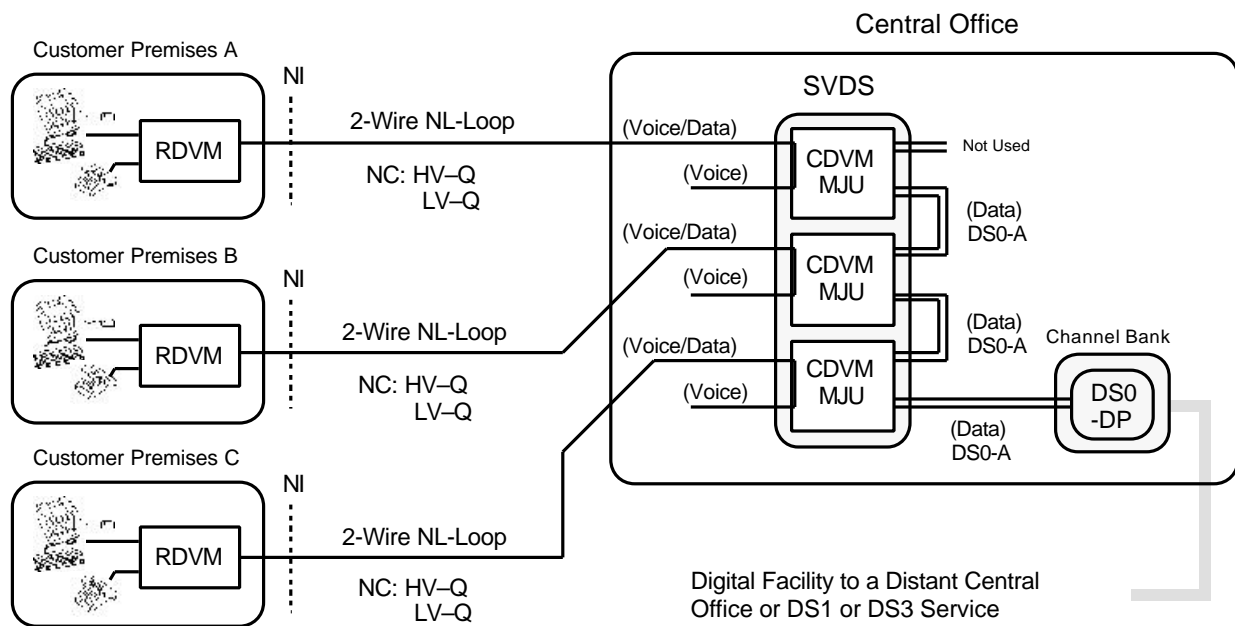 Central Office
Customer Premises A
NI
SVDS
2-Wire NL-Loop
(Voice/Data)
RDVM
CDVM
MJU
Not Used
NC: HV–Q
LV–Q
(Voice)
(Data)
DS0-A
Customer Premises B
NI
(Voice/Data)
CDVM
MJU
(Voice)
2-Wire NL-Loop
RDVM
(Data)
DS0-A
Channel Bank
(Voice/Data)
CDVM
MJU
NC: HV–Q
LV–Q
(Voice)
DS0
-DP
(Data)
DS0-A
Customer Premises C
NI
2-Wire NL-Loop
RDVM
NC: HV–Q
LV–Q
Digital Facility to a Distant Central
Office or DS1 or DS3 Service